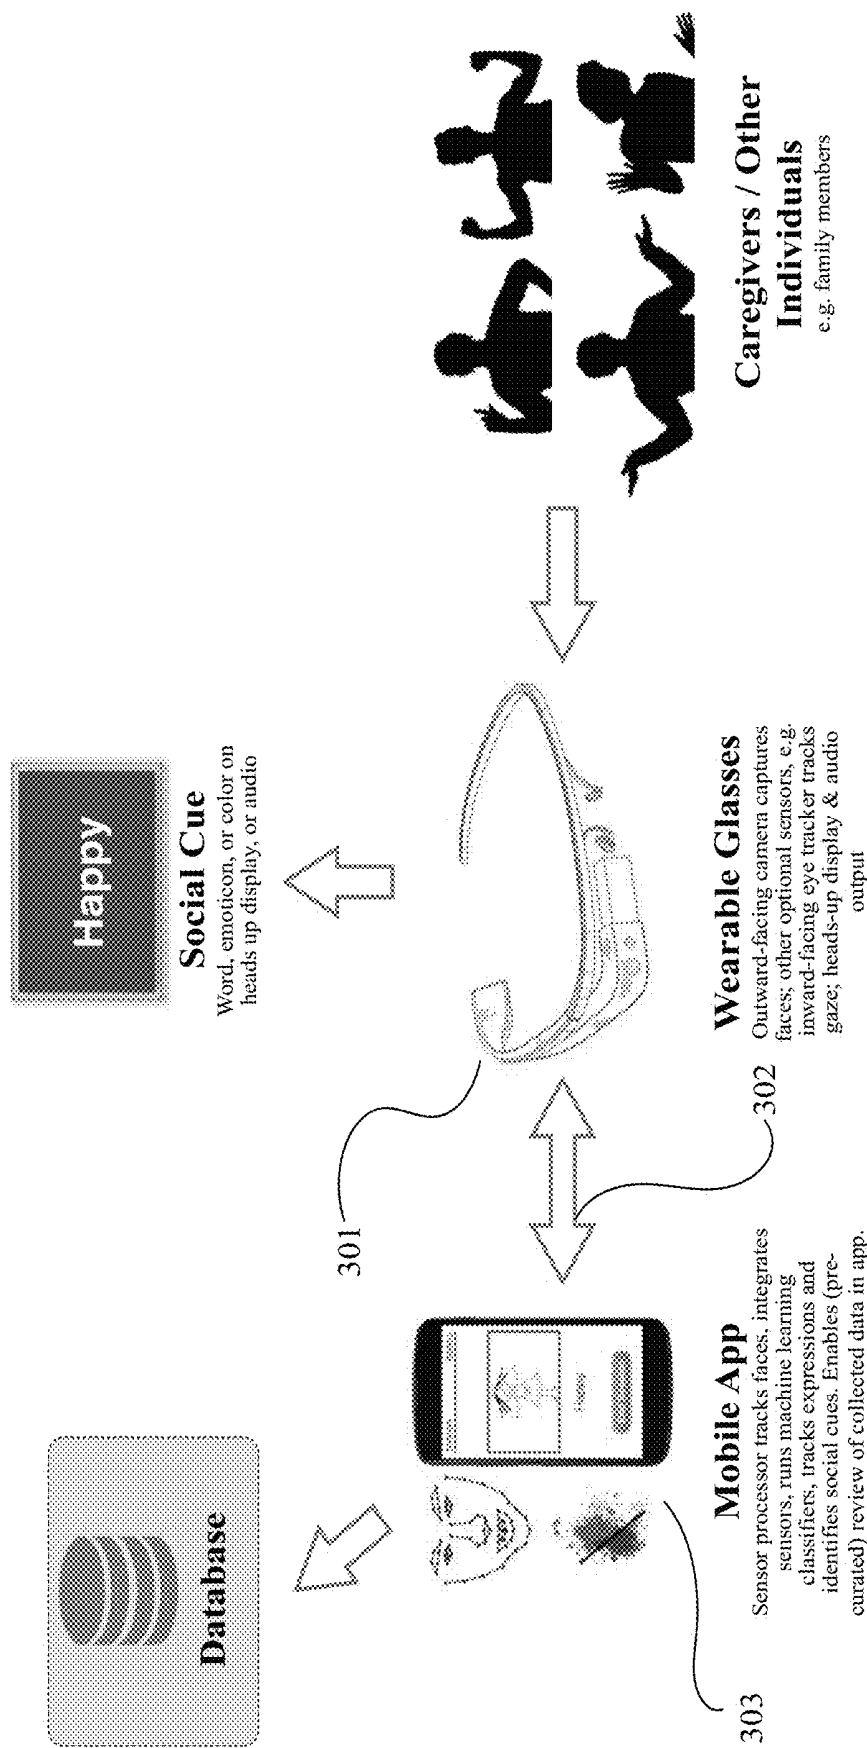 Database
Happy
Social Cue
Word, emoticon, or color on
heads up display, or audio
301
302
303
Mobile App
Sensor processor tracks faces, integrates
sensors, runs machine learning
classifiers, tracks expressions and
identifies social cues. Enables (pre-
curated) review of collected data in app.
Wearable Glasses
Outward-facing camera captures
faces; other optional sensors, e.g.
inward-facing eye tracker tracks
gaze; heads-up display & audio
output
Caregivers / Other
Individuals
e.g. family members